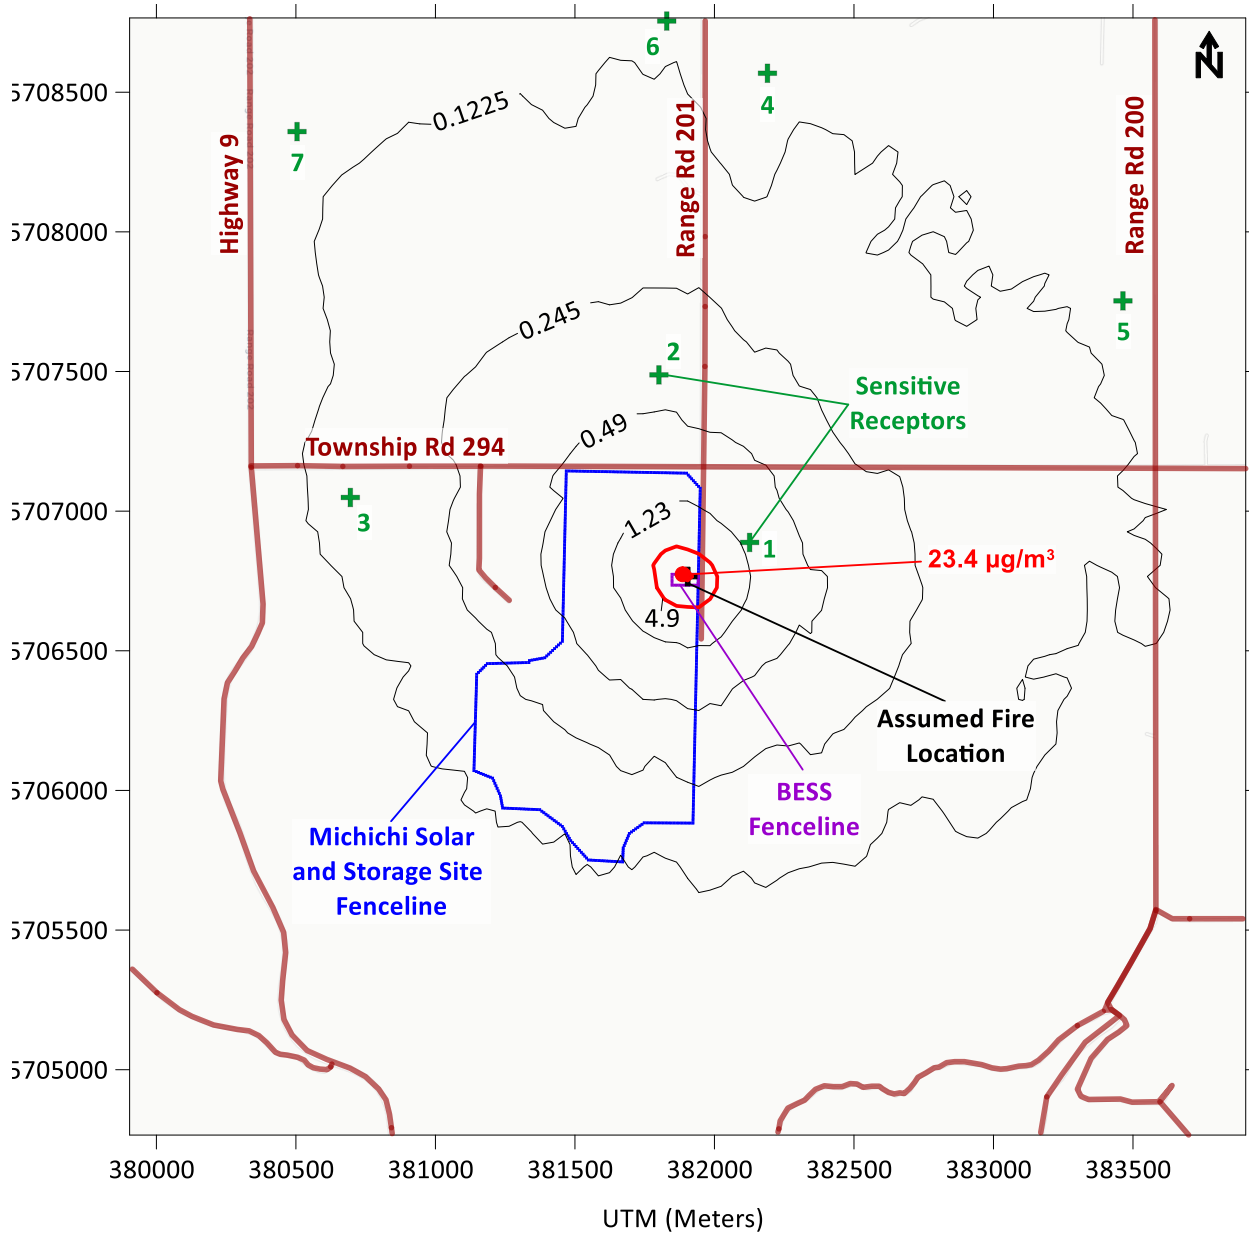 6
N
4
5708500
0.1225
7
Highway 9
Range Rd 201
Range Rd 200
5708000
0.245
5
2
5707500
Sensitive
Receptors
0.49
Township Rd 294
3
5707000
1.23
1
23.4 µg/m³
4.9
5706500
Assumed Fire
Location
5706000
BESS
Fenceline
Michichi Solar
and Storage Site
Fenceline
5705500
5705000
380000 380500 381000 381500 382000 382500 383000 383500
UTM (Meters)